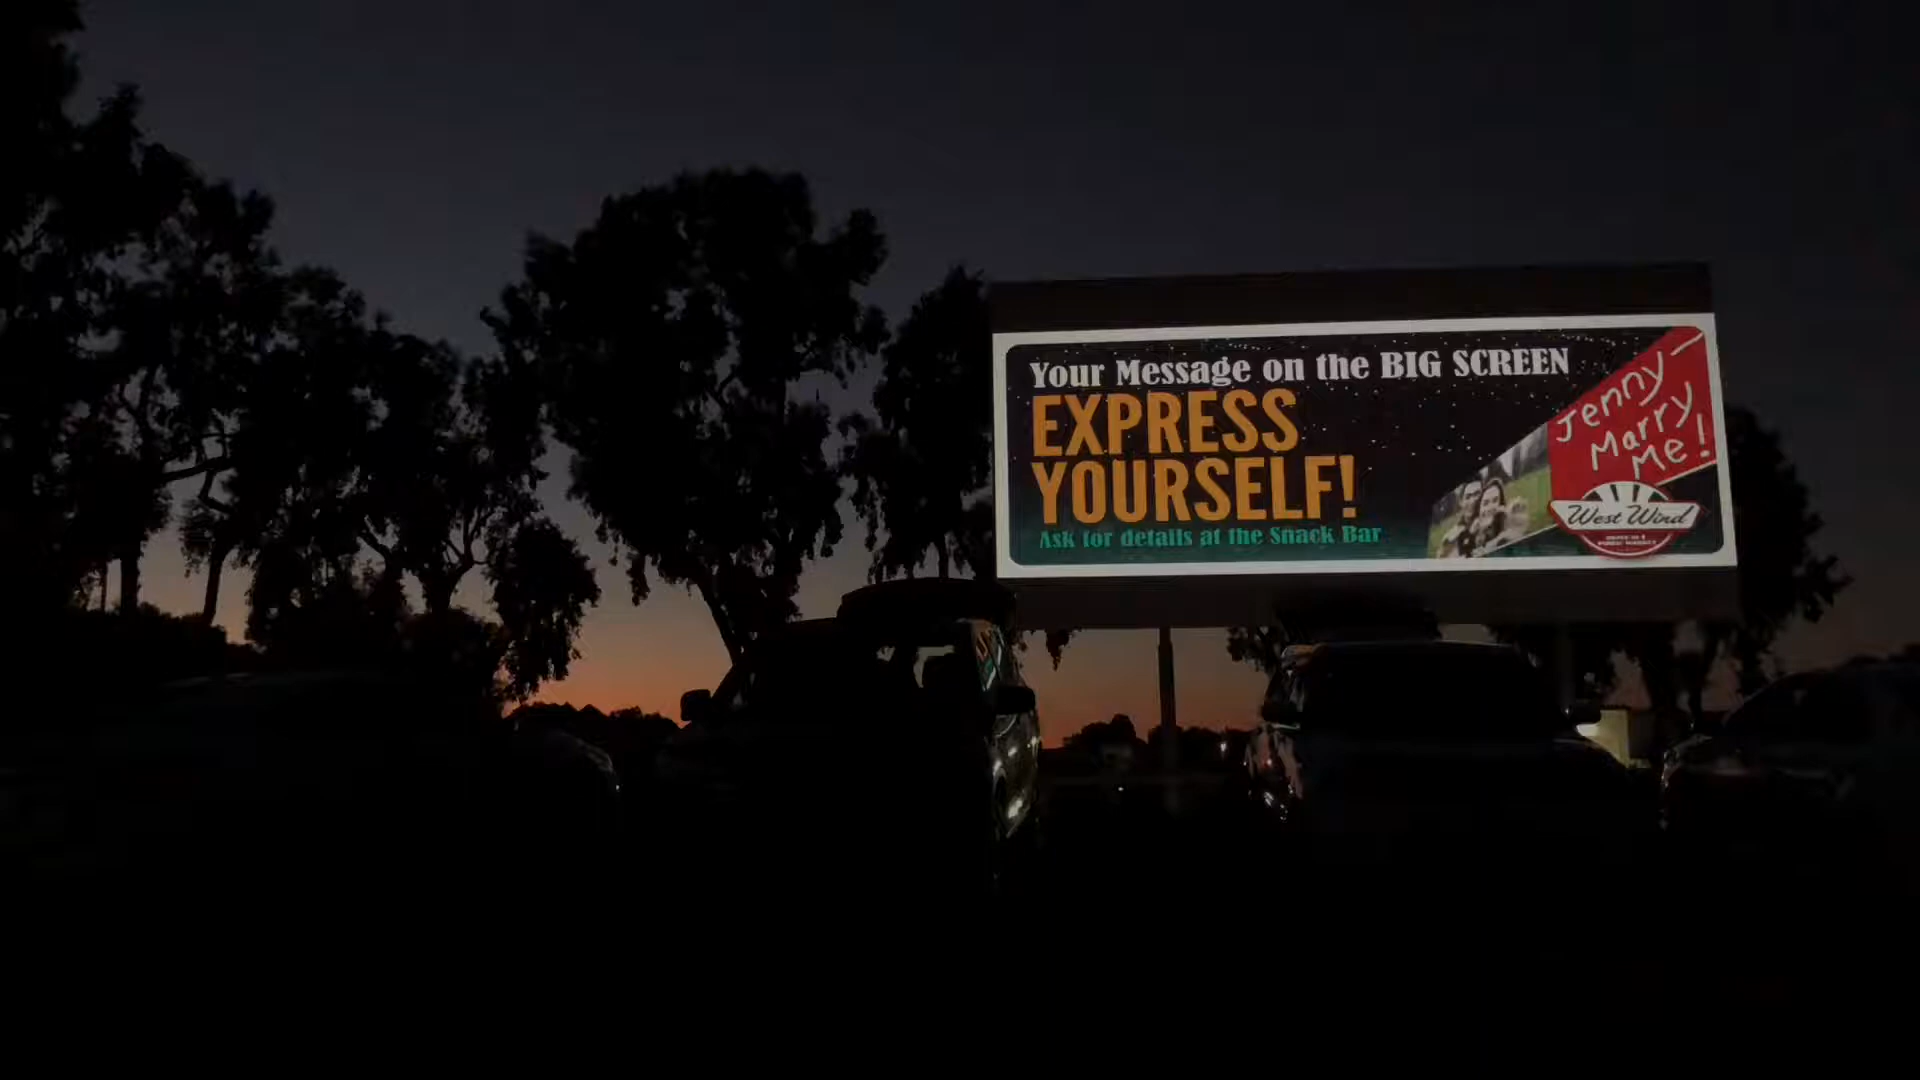 Your Message on the BIG SCREEN
EXPRESS
YOURSELF!
Ask for details at the Snack Bar
Jenny—
Marry
Me!
West Wind